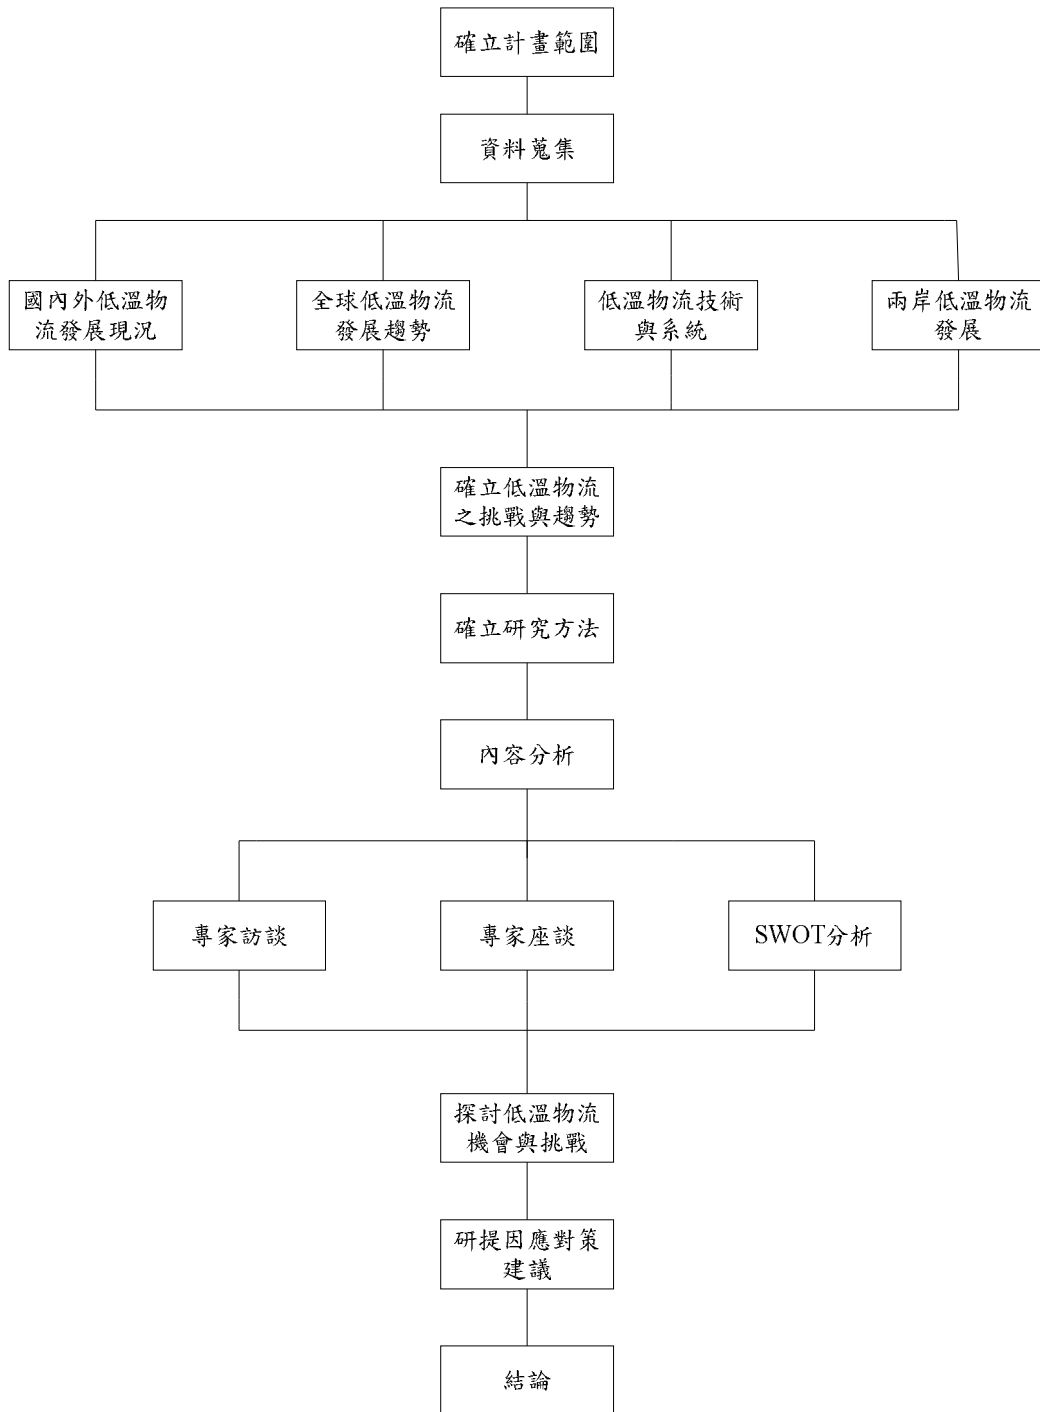 確立計畫範圍
資料蒐集
國內外低溫物
流發展現況
全球低溫物流
發展趨勢
低溫物流技術
與系統
兩岸低溫物流
發展
確立低溫物流
之挑戰與趨勢
確立研究方法
內容分析
專家訪談
專家座談
SWOT分析
探討低溫物流
機會與挑戰
研提因應對策
建議
結論